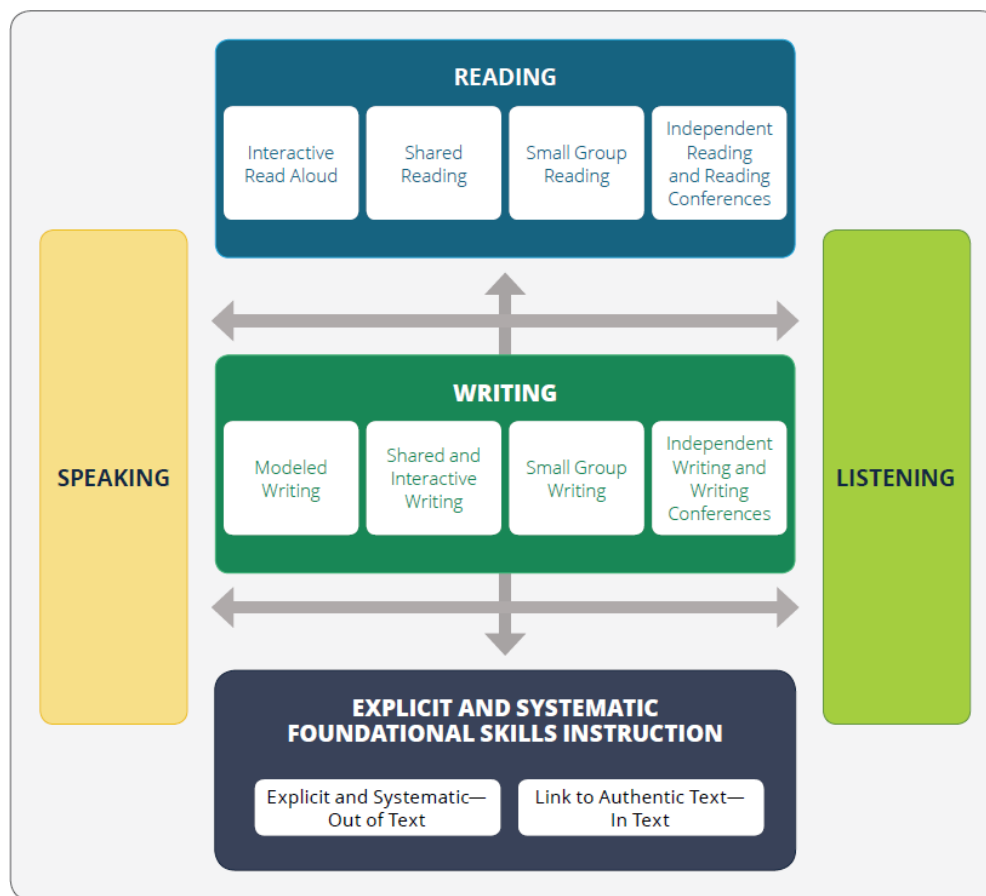 READING
Interactive
Read Aloud
Shared
Reading
Small Group
Reading
Independent
Reading
and Reading
Conferences
SPEAKING
WRITING
Modeled
Writing
Shared and
Interactive
Writing
Small Group
Writing
Independent
Writing and
Writing
Conferences
LISTENING
EXPLICIT AND SYSTEMATIC
FOUNDATIONAL SKILLS INSTRUCTION
Explicit and Systematic—
Out of Text
Link to Authentic Text—
In Text